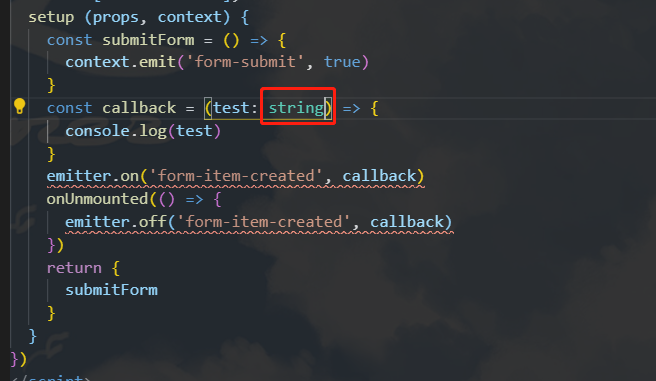 setup (props, context) {
const submitForm = () => {
context.emit('form-submit', true)
}
const callback = (test: string) => {
console.log(test)
}
emitter.on('form-item-created', callback)
onUnmounted(() => {
emitter.off('form-item-created', callback)
})
return {
submitForm
}
}
})
</script>